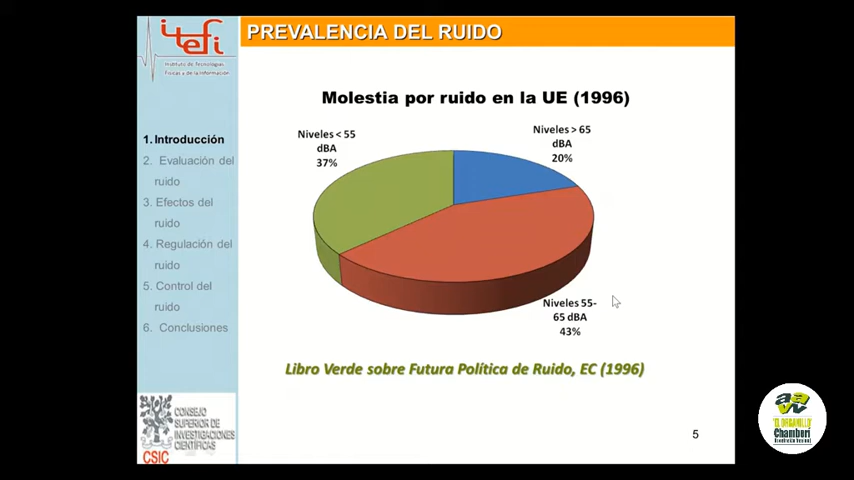 itefi
Instituto de Tecnologías
Físicas y de la Información
PREVALENCIA DEL RUIDO
1. Introducción
2. Evaluación del
ruido
3. Efectos del
ruido
4. Regulación del
ruido
5. Control del
ruido
6. Conclusiones
CONSEJO
SUPERIOR DE
INVESTIGACIONES
CIENTÍFICAS
CSIC
Molestia por ruido en la UE (1996)
Niveles < 55
dBA
37%
Niveles > 65
dBA
20%
Niveles 55-
65 dBA
43%
Libro Verde sobre Futura Política de Ruido, EC (1996)
5
"EL ORGANILLO"
Chamberí